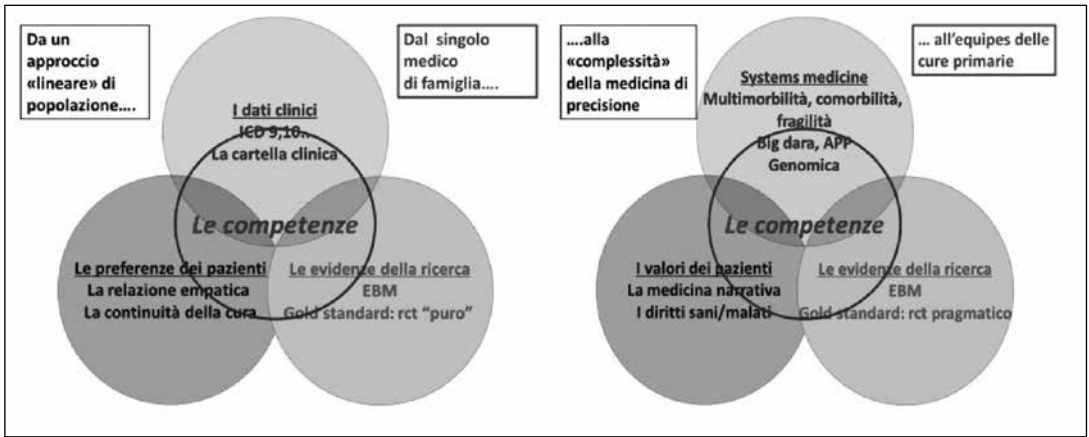 Da un
approccio
«lineare» di
popolazione....
Dal singolo
medico
di famiglia....
I dati clinici
ICD 9,10..
La cartella clinica
Le competenze
Le preferenze dei pazienti
La relazione empatica
La continuità della cura
Le evidenze della ricerca
EBM
Gold standard: rct "puro"
....alla
«complessità»
della medicina di
precisione
... all'equipes delle
cure primarie
Systems medicine
Multimorbilità, comorbilità,
fragilità
Big dara, APP
Genomica
Le competenze
I valori dei pazienti
La medicina narrativa
I diritti sani/malati
Le evidenze della ricerca
EBM
Gold standard: rct pragmatico